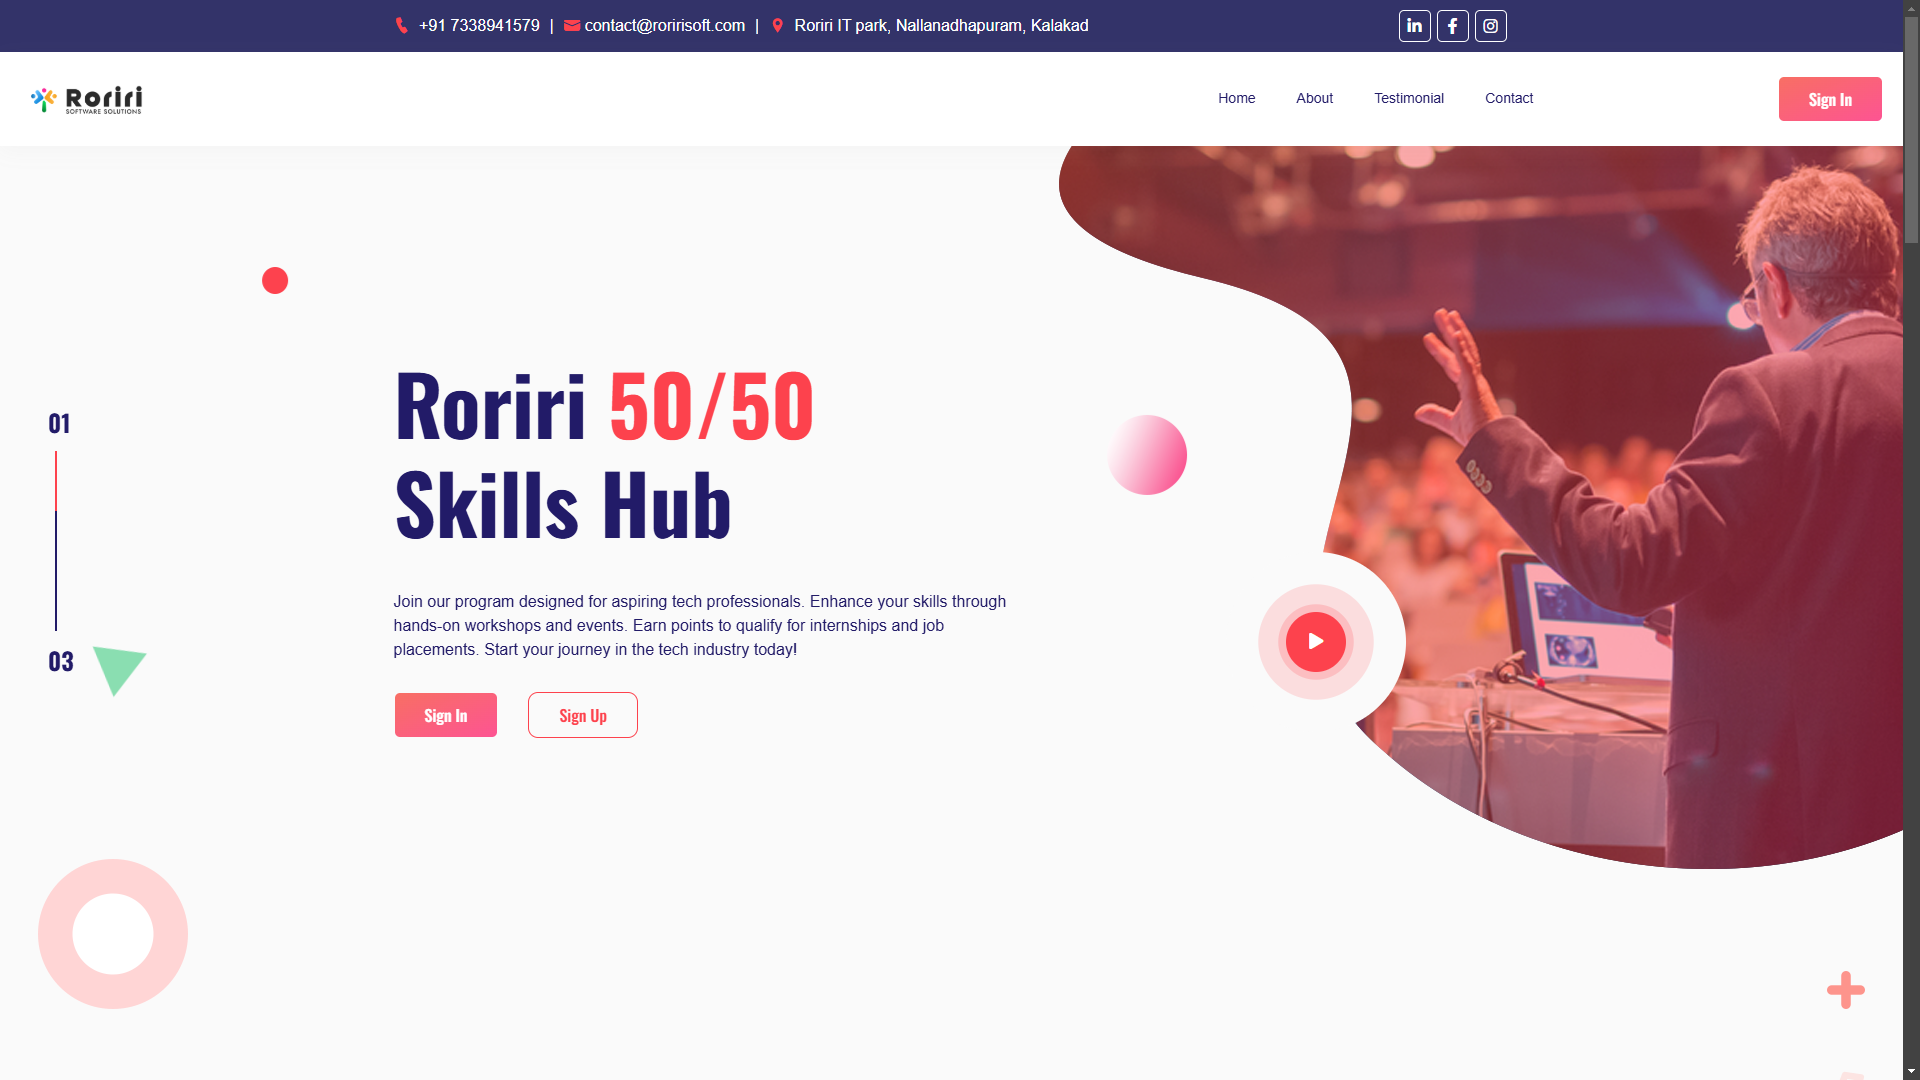 +91 7338941579 | contact@roririsoft.com | Roriri IT park, Nallanadhapuram, Kalakad
Roriri
SOFTWARE SOLUTIONS
Home About Testimonial Contact
Sign In
01
03
Roriri 50/50
Skills Hub
Join our program designed for aspiring tech professionals. Enhance your skills through
hands-on workshops and events. Earn points to qualify for internships and job
placements. Start your journey in the tech industry today!
Sign In Sign Up